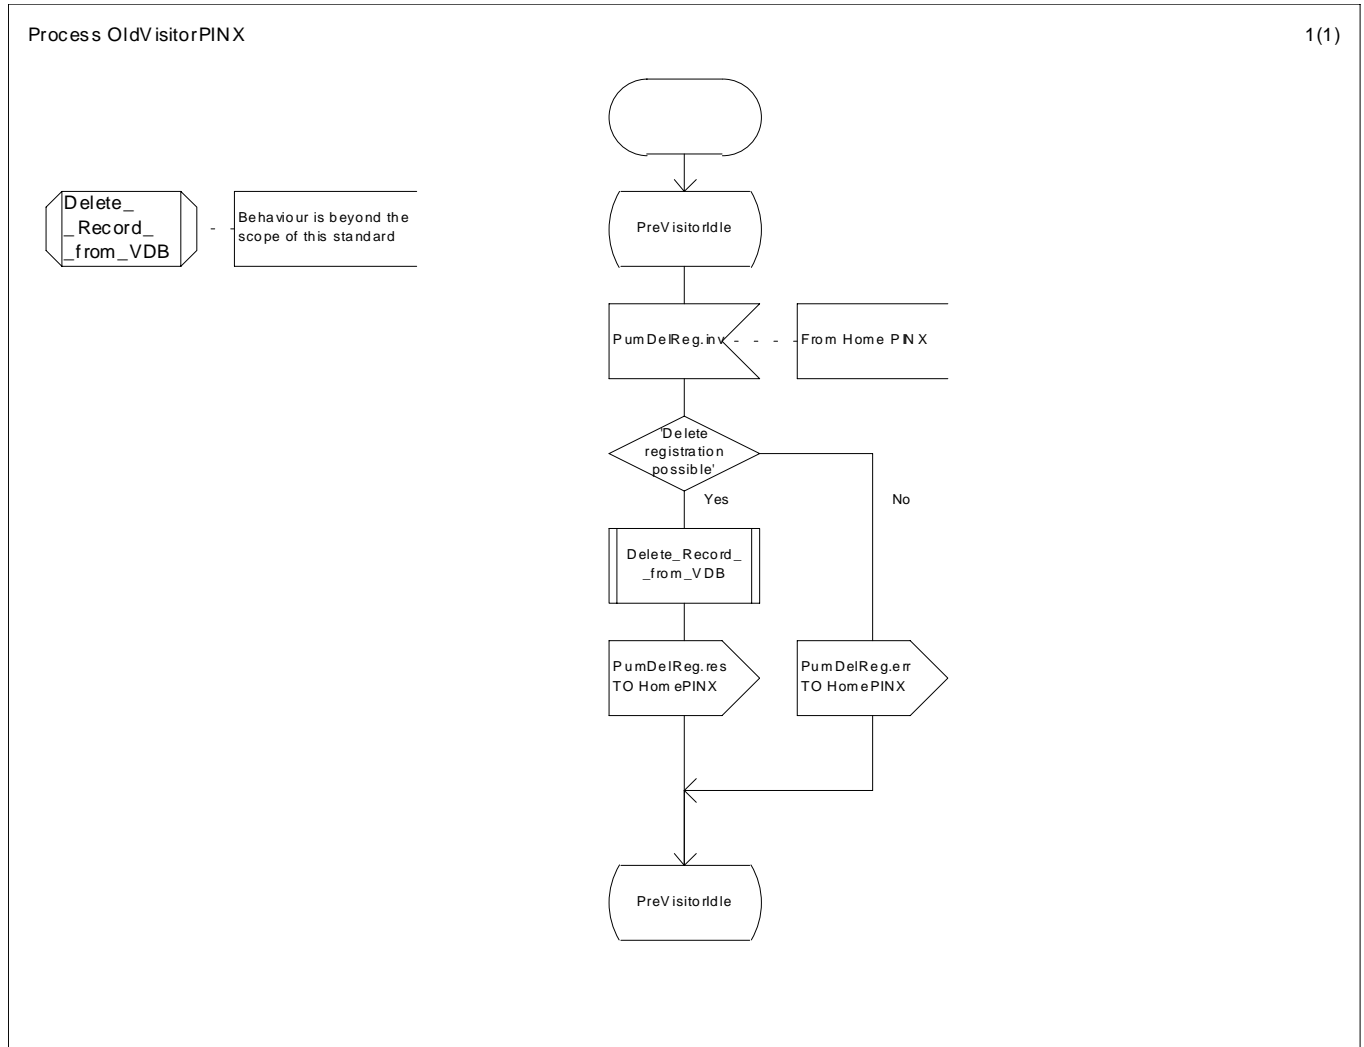 Process OldVisitorPINX
1(1)
Delete_
_Record_
_from_VDB
Behaviour is beyond the
scope of this standard
PreVisitorIdle
PumDelReg.inv
From Home PINX
'Delete
registration
possible'
Yes
No
Delete_Record_
_from_VDB
PumDelReg.res
TO HomePINX
PumDelReg.err
TO HomePINX
PreVisitorIdle